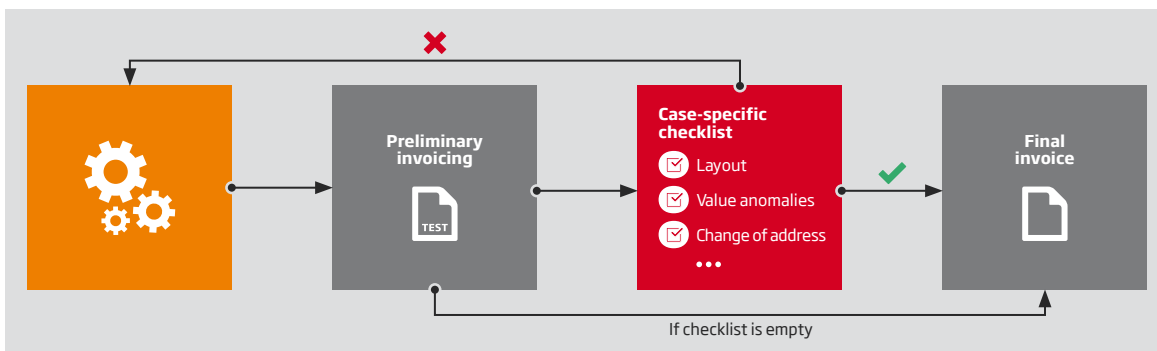 Preliminary
invoicing
TEST
Case-specific
checklist
Layout
Value anomalies
Change of address
...
Final
invoice
If checklist is empty